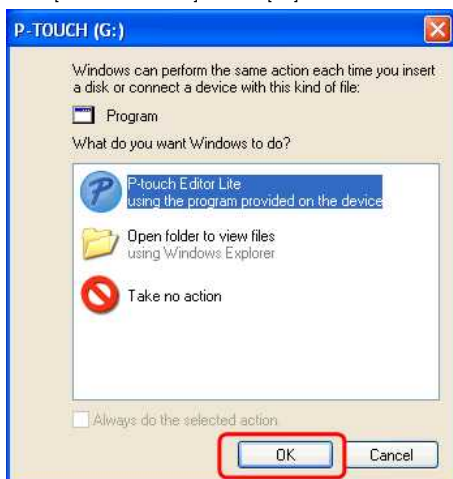 P-TOUCH (G:)
Windows can perform the same action each time you insert
a disk or connect a device with this kind of file:
Program
What do you want Windows to do?
P-touch Editor Lite
using the program provided on the device
Open folder to view files
using Windows Explorer
Take no action
Always do the selected action.
OK Cancel